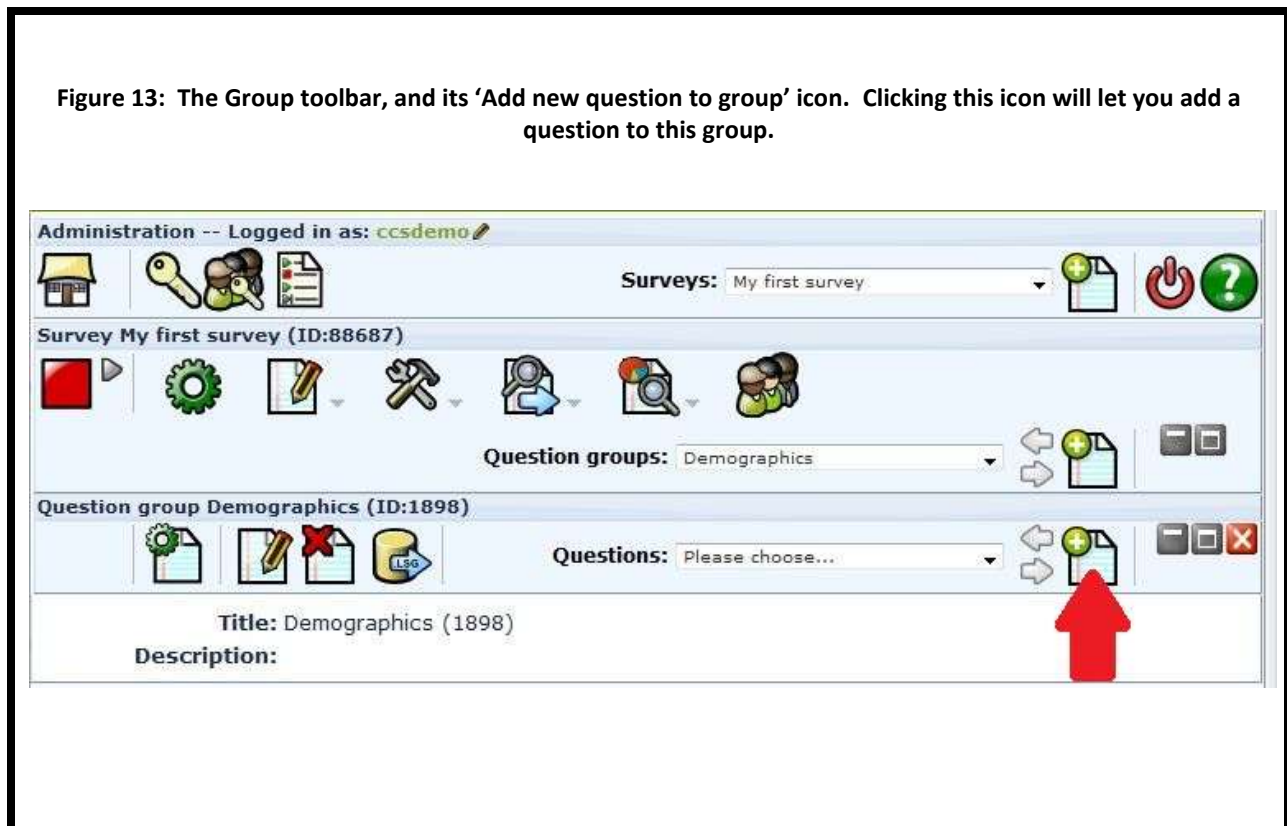 Figure 13:  The Group toolbar, and its ‘Add new question to group’ icon.  Clicking this icon will let you add a
question to this group.
Administration -- Logged in as: ccsdemo
Surveys: My first survey
Survey My first survey (ID:88687)
Question groups: Demographics
Question group Demographics (ID:1898)
LSG
Questions: Please choose...
Title: Demographics (1898)
Description: